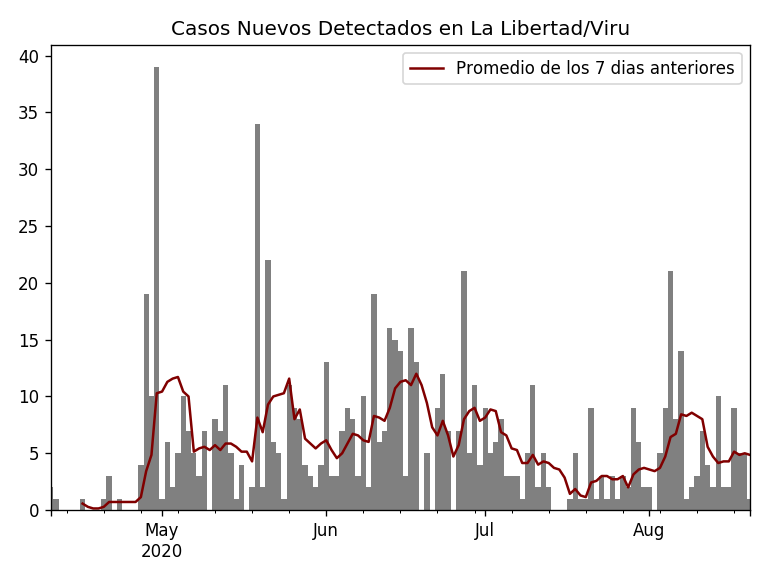 Casos Nuevos Detectados en La Libertad/Viru
Promedio de los 7 dias anteriores
40
35
30
25
20
15
10
5
0
May
2020
Jun
Jul
Aug